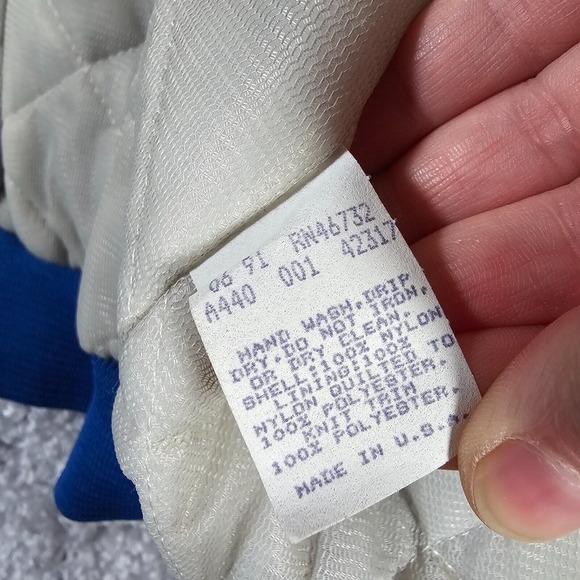 06 91 RN46732
A440 001 42317
HAND WASH.DRIP
DRY.DO NOT IRON.
OR DRY CLEAN.
SHELL:100% NYLON
LINING:100%
NYLON QUILTED TO
100% POLYESTER.
KNIT TRIM
100% POLYESTER.
MADE IN U.S.A.